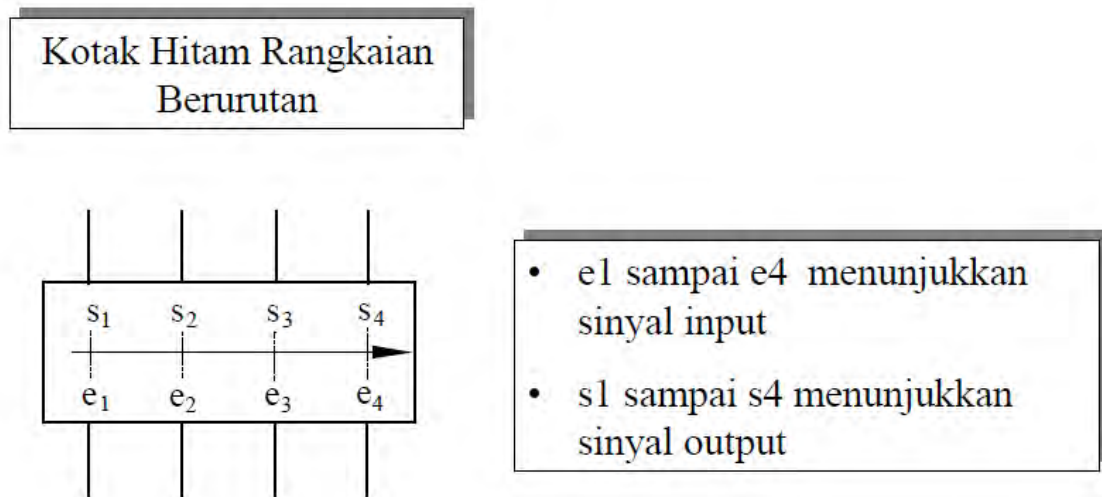 Kotak Hitam Rangkaian
Berurutan
s₁ s₂ s₃ s₄
e₁ e₂ e₃ e₄
• e1 sampai e4 menunjukkan
sinyal input
• s1 sampai s4 menunjukkan
sinyal output